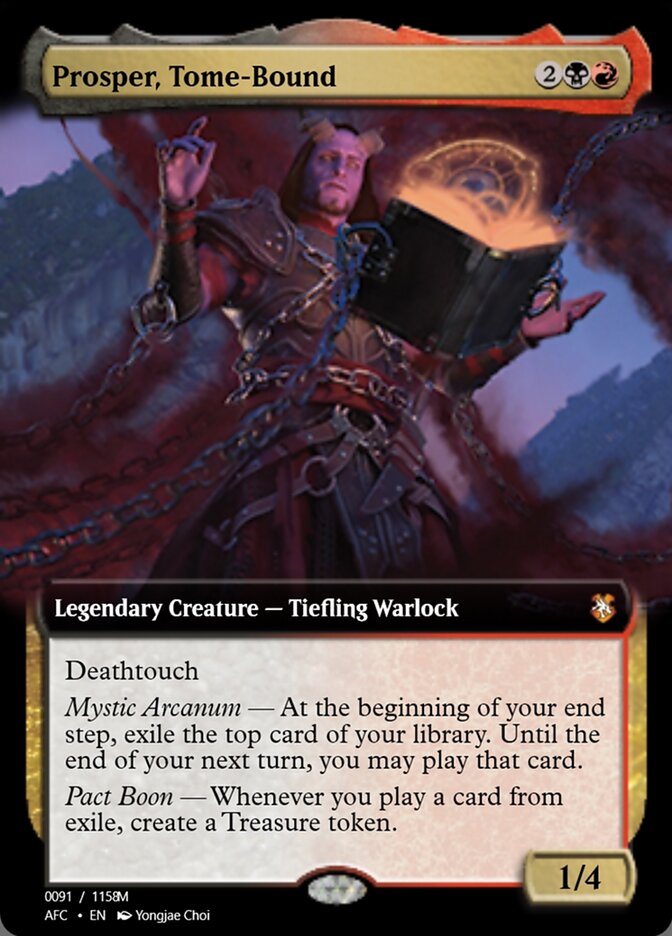 Prosper, Tome-Bound 2
Legendary Creature — Tiefling Warlock
Deathtouch
Mystic Arcanum — At the beginning of your end
step, exile the top card of your library. Until the
end of your next turn, you may play that card.
Pact Boon — Whenever you play a card from
exile, create a Treasure token.
1/4
0091 / 1158M
AFC • EN Yongjae Choi